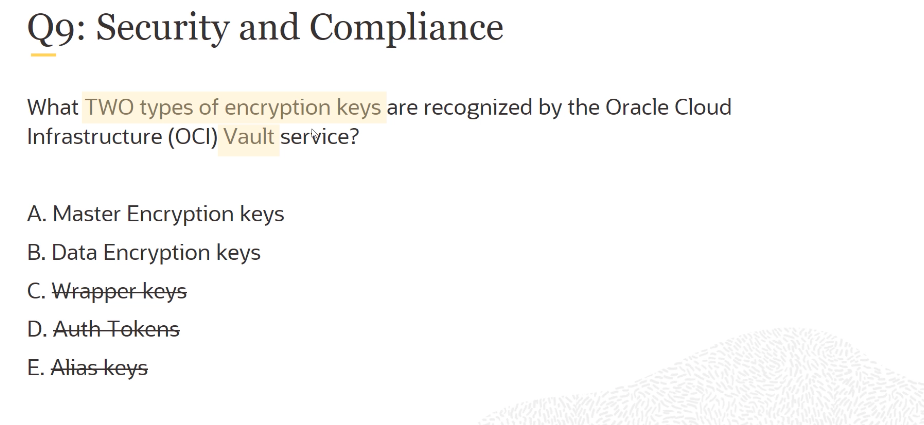 Q9: Security and Compliance
What TWO types of encryption keys are recognized by the Oracle Cloud
Infrastructure (OCI) Vault service?
A. Master Encryption keys
B. Data Encryption keys
C. Wrapper keys
D. Auth Tokens
E. Alias keys